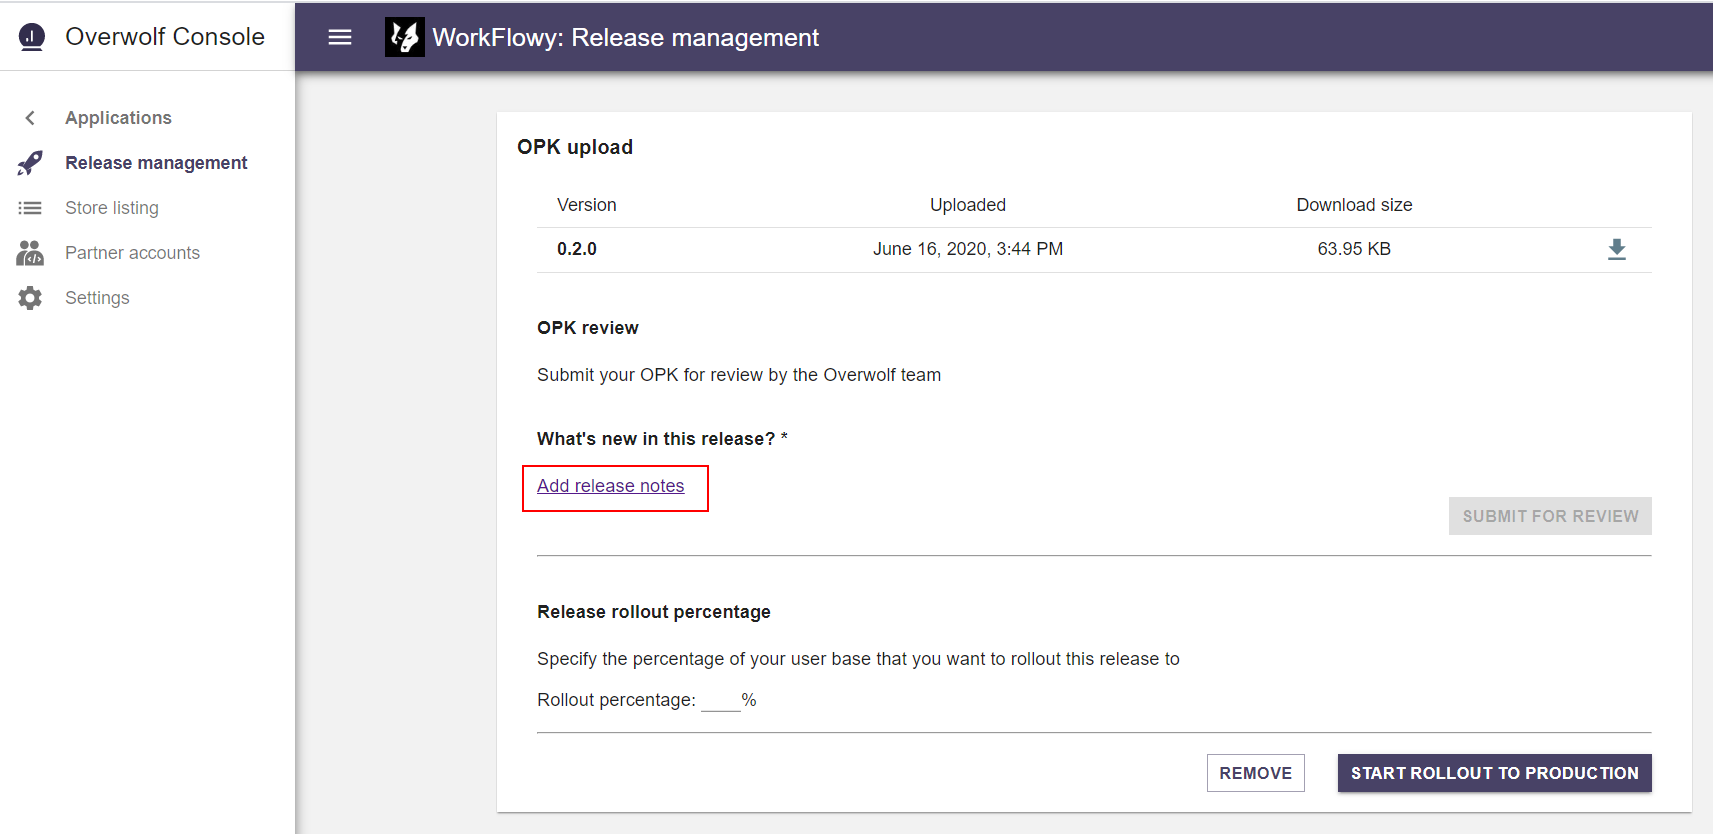 Overwolf Console
WorkFlowy: Release management
Applications
Release management
Store listing
Partner accounts
Settings
OPK upload
Version Uploaded Download size
0.2.0 June 16, 2020, 3:44 PM 63.95 KB
OPK review
Submit your OPK for review by the Overwolf team
What's new in this release? *
Add release notes
SUBMIT FOR REVIEW
Release rollout percentage
Specify the percentage of your user base that you want to rollout this release to
Rollout percentage: ____%
REMOVE START ROLLOUT TO PRODUCTION